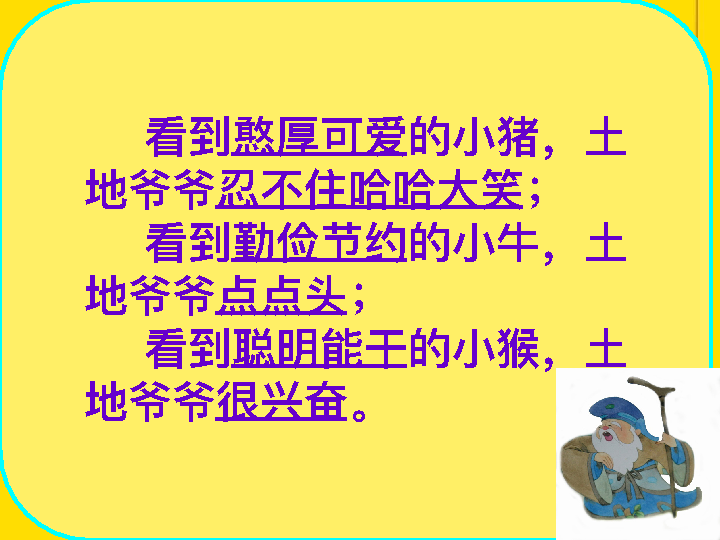 看到憨厚可爱的小猪，土
地爷爷忍不住哈哈大笑；
看到勤俭节约的小牛，土
地爷爷点点头；
看到聪明能干的小猴，土
地爷爷很兴奋。